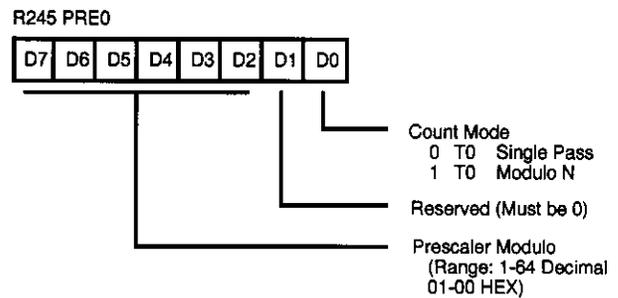 R245 PRE0
D7 D6 D5 D4 D3 D2 D1 D0
Count Mode
0 T0 Single Pass
1 T0 Modulo N
Reserved (Must be 0)
Prescaler Modulo
(Range: 1-64 Decimal
01-00 HEX)